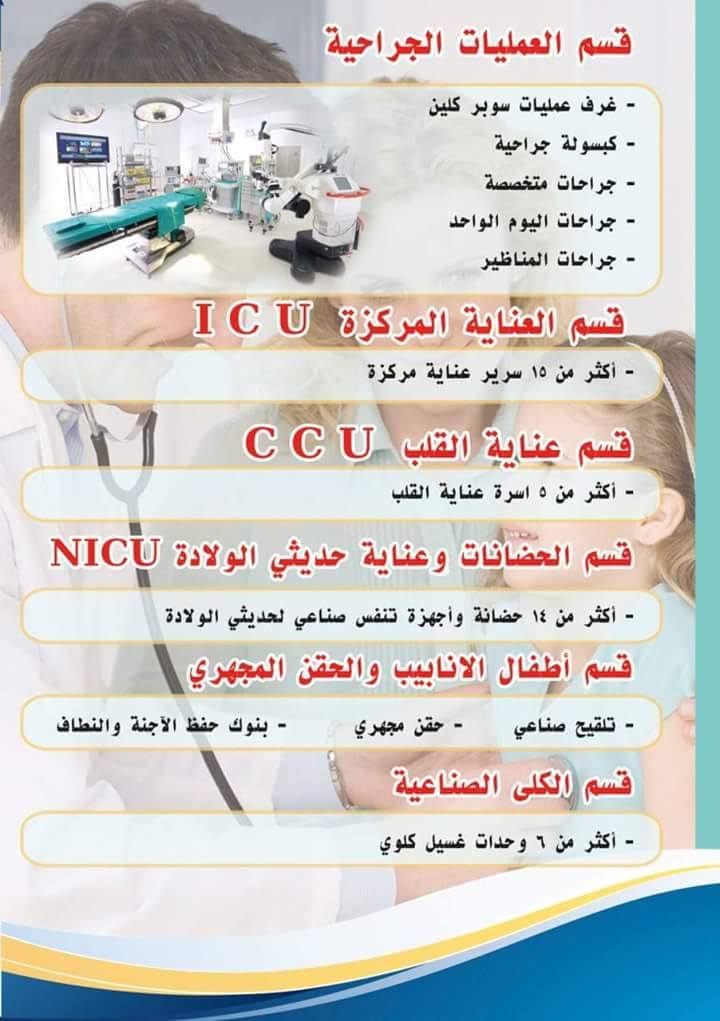 قسم العمليات الجراحية
- غرف عمليات سوبر كلين
- كبسولة جراحية
- جراحات متخصصة
- جراحات اليوم الواحد
- جراحات المناظير
قسم العناية المركزة I C U
- أكثر من ١٥ سرير عناية مركزة
قسم عناية القلب C C U
- أكثر من ٥ اسرة عناية القلب
قسم الحضانات وعناية حديثي الولادة NICU
- أكثر من ١٤ حضانة وأجهزة تنفس صناعي لحديثي الولادة
قسم أطفال الانابيب والحقن المجهري
- تلقيح صناعي - حقن مجهري - بنوك حفظ الآجنة والنطاف
قسم الكلى الصناعية
- أكثر من ٦ وحدات غسيل كلوي